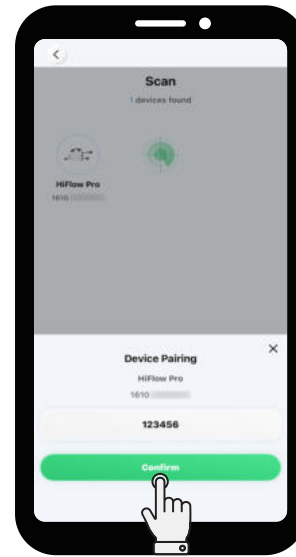 Scan
1 devices found
HiFlow Pro
1610
Device Pairing
HiFlow Pro
1610
123456
Confirm